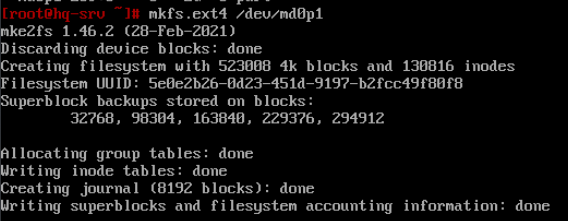 [root@hq-srv ~]# mkfs.ext4 /dev/md0p1
mke2fs 1.46.2 (28-Feb-2021)
Discarding device blocks: done
Creating filesystem with 523008 4k blocks and 130816 inodes
Filesystem UUID: 5e0e2b26-0d23-451d-9197-b2fcc49f80f8
Superblock backups stored on blocks:
        32768, 98304, 163840, 229376, 294912

Allocating group tables: done
Writing inode tables: done
Creating journal (8192 blocks): done
Writing superblocks and filesystem accounting information: done